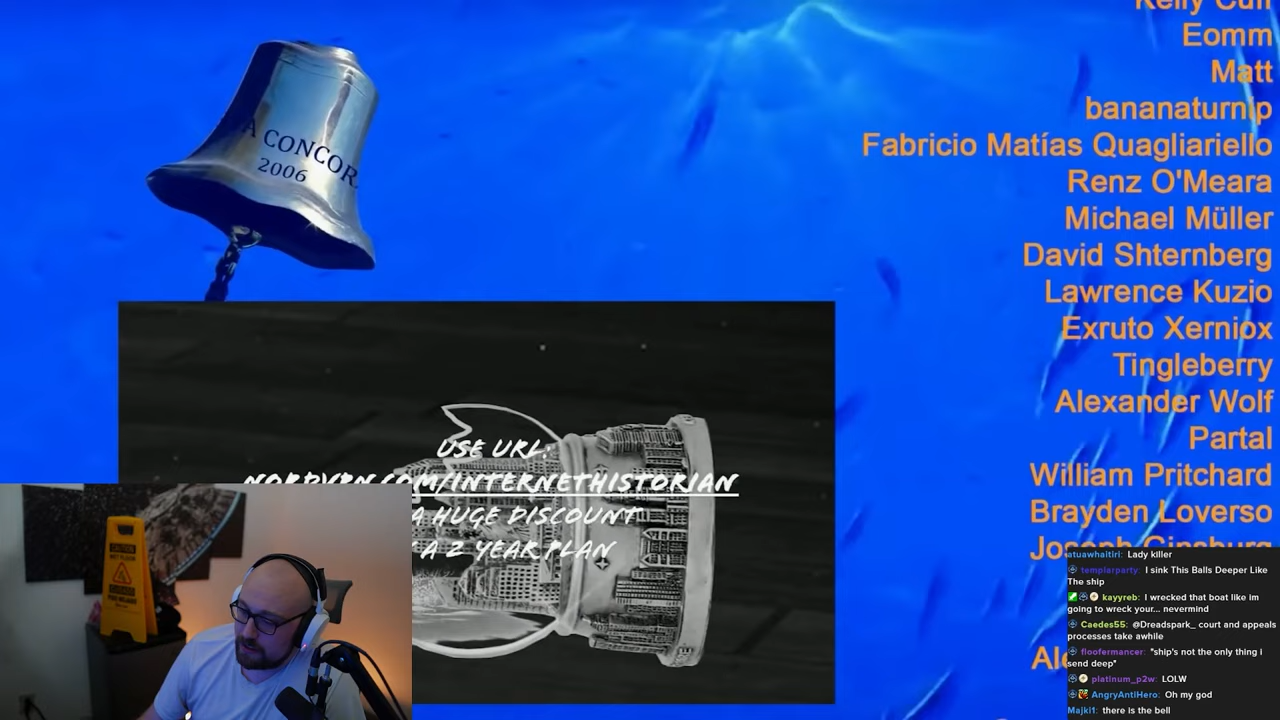 A CONCOR
2006
Eomm
Matt
bananaturnip
Fabricio Matías Quagliariello
Renz O'Meara
Michael Müller
David Shternberg
Lawrence Kuzio
Exruto Xerniox
Tingleberry
Alexander Wolf
Partal
William Pritchard
Brayden Loverso
USE URL:
NORDVPN.COM/INTERNETHISTORIAN
A HUGE DISCOUNT
A 2 YEAR PLAN
CAUTION
atuawhaitiri: Lady killer
templarparty: I sink This Balls Deeper Like
The ship
kayyreb: I wrecked that boat like im
going to wreck your... nevermind
Caedes55: @Dreadspark_ court and appeals
processes take awhile
floofermancer: "ship's not the only thing i
send deep"
platinum_p2w: LOLW
AngryAntiHero: Oh my god
Majki1: there is the bell